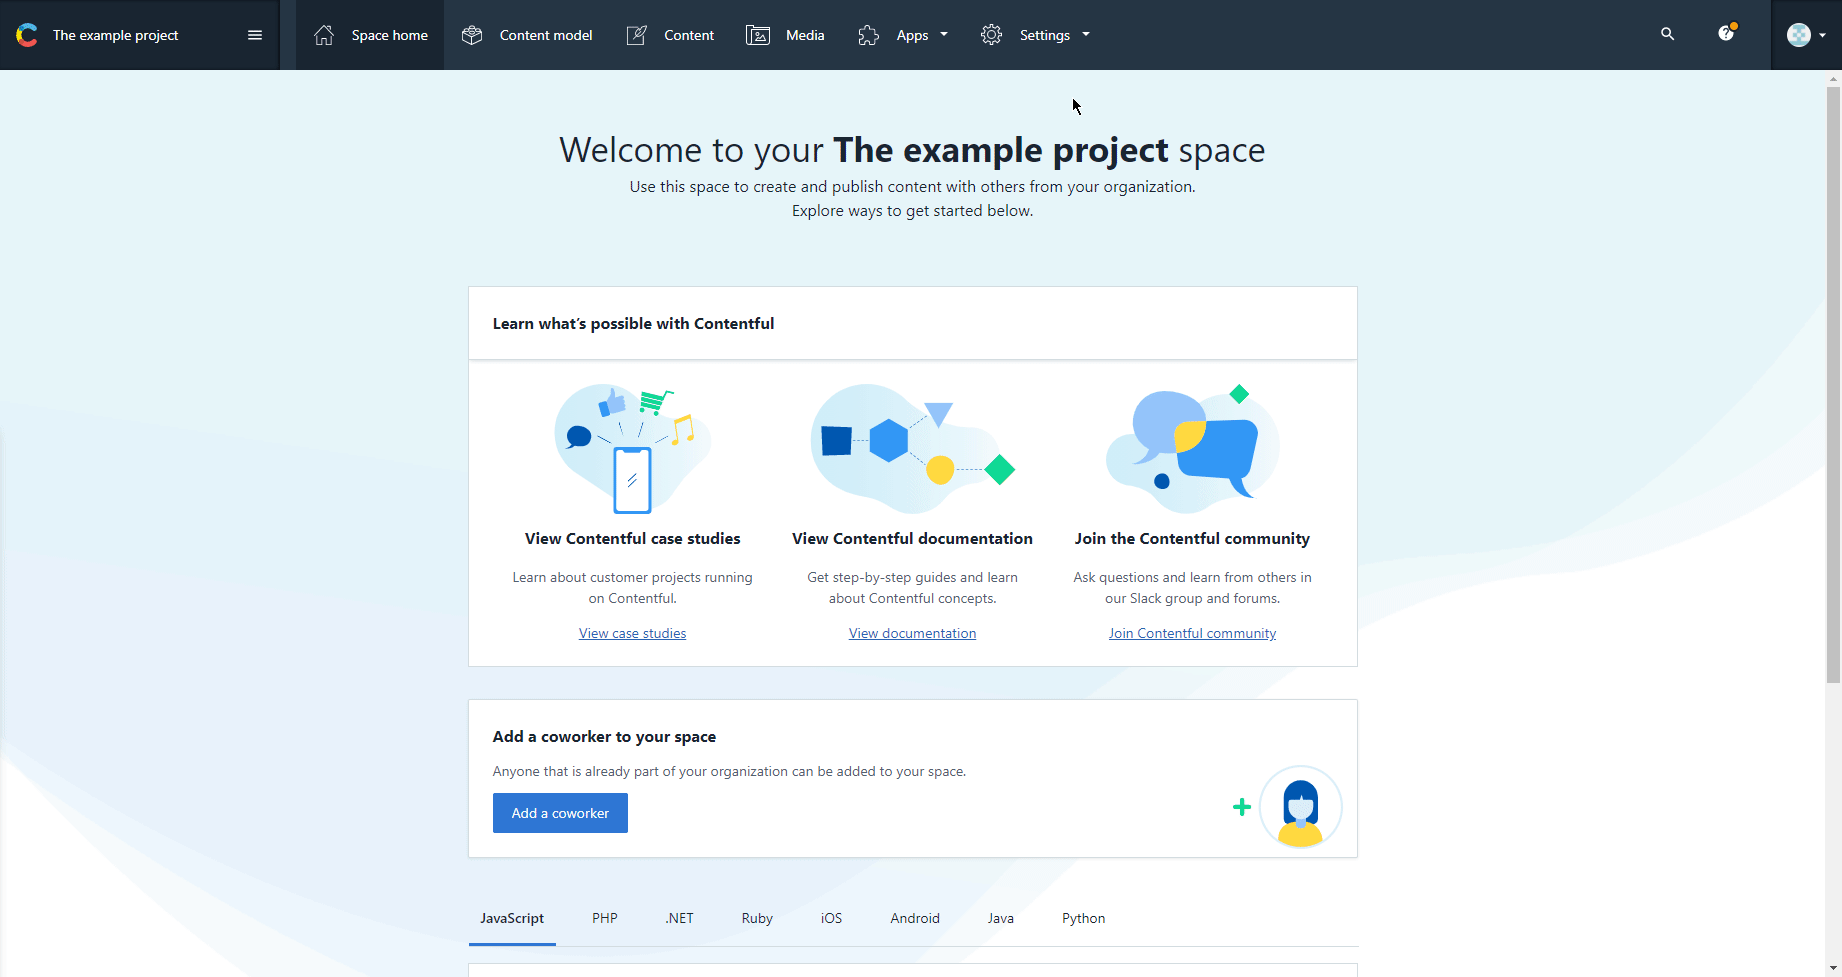 The example project
Space home
Content model
Content
Media
Apps
Settings
?
Welcome to your The example project space
Use this space to create and publish content with others from your organization.
Explore ways to get started below.
Learn what’s possible with Contentful
View Contentful case studies
Learn about customer projects running
on Contentful.
View case studies
View Contentful documentation
Get step-by-step guides and learn
about Contentful concepts.
View documentation
Join the Contentful community
Ask questions and learn from others in
our Slack group and forums.
Join Contentful community
Add a coworker to your space
Anyone that is already part of your organization can be added to your space.
Add a coworker
JavaScript
PHP
.NET
Ruby
iOS
Android
Java
Python